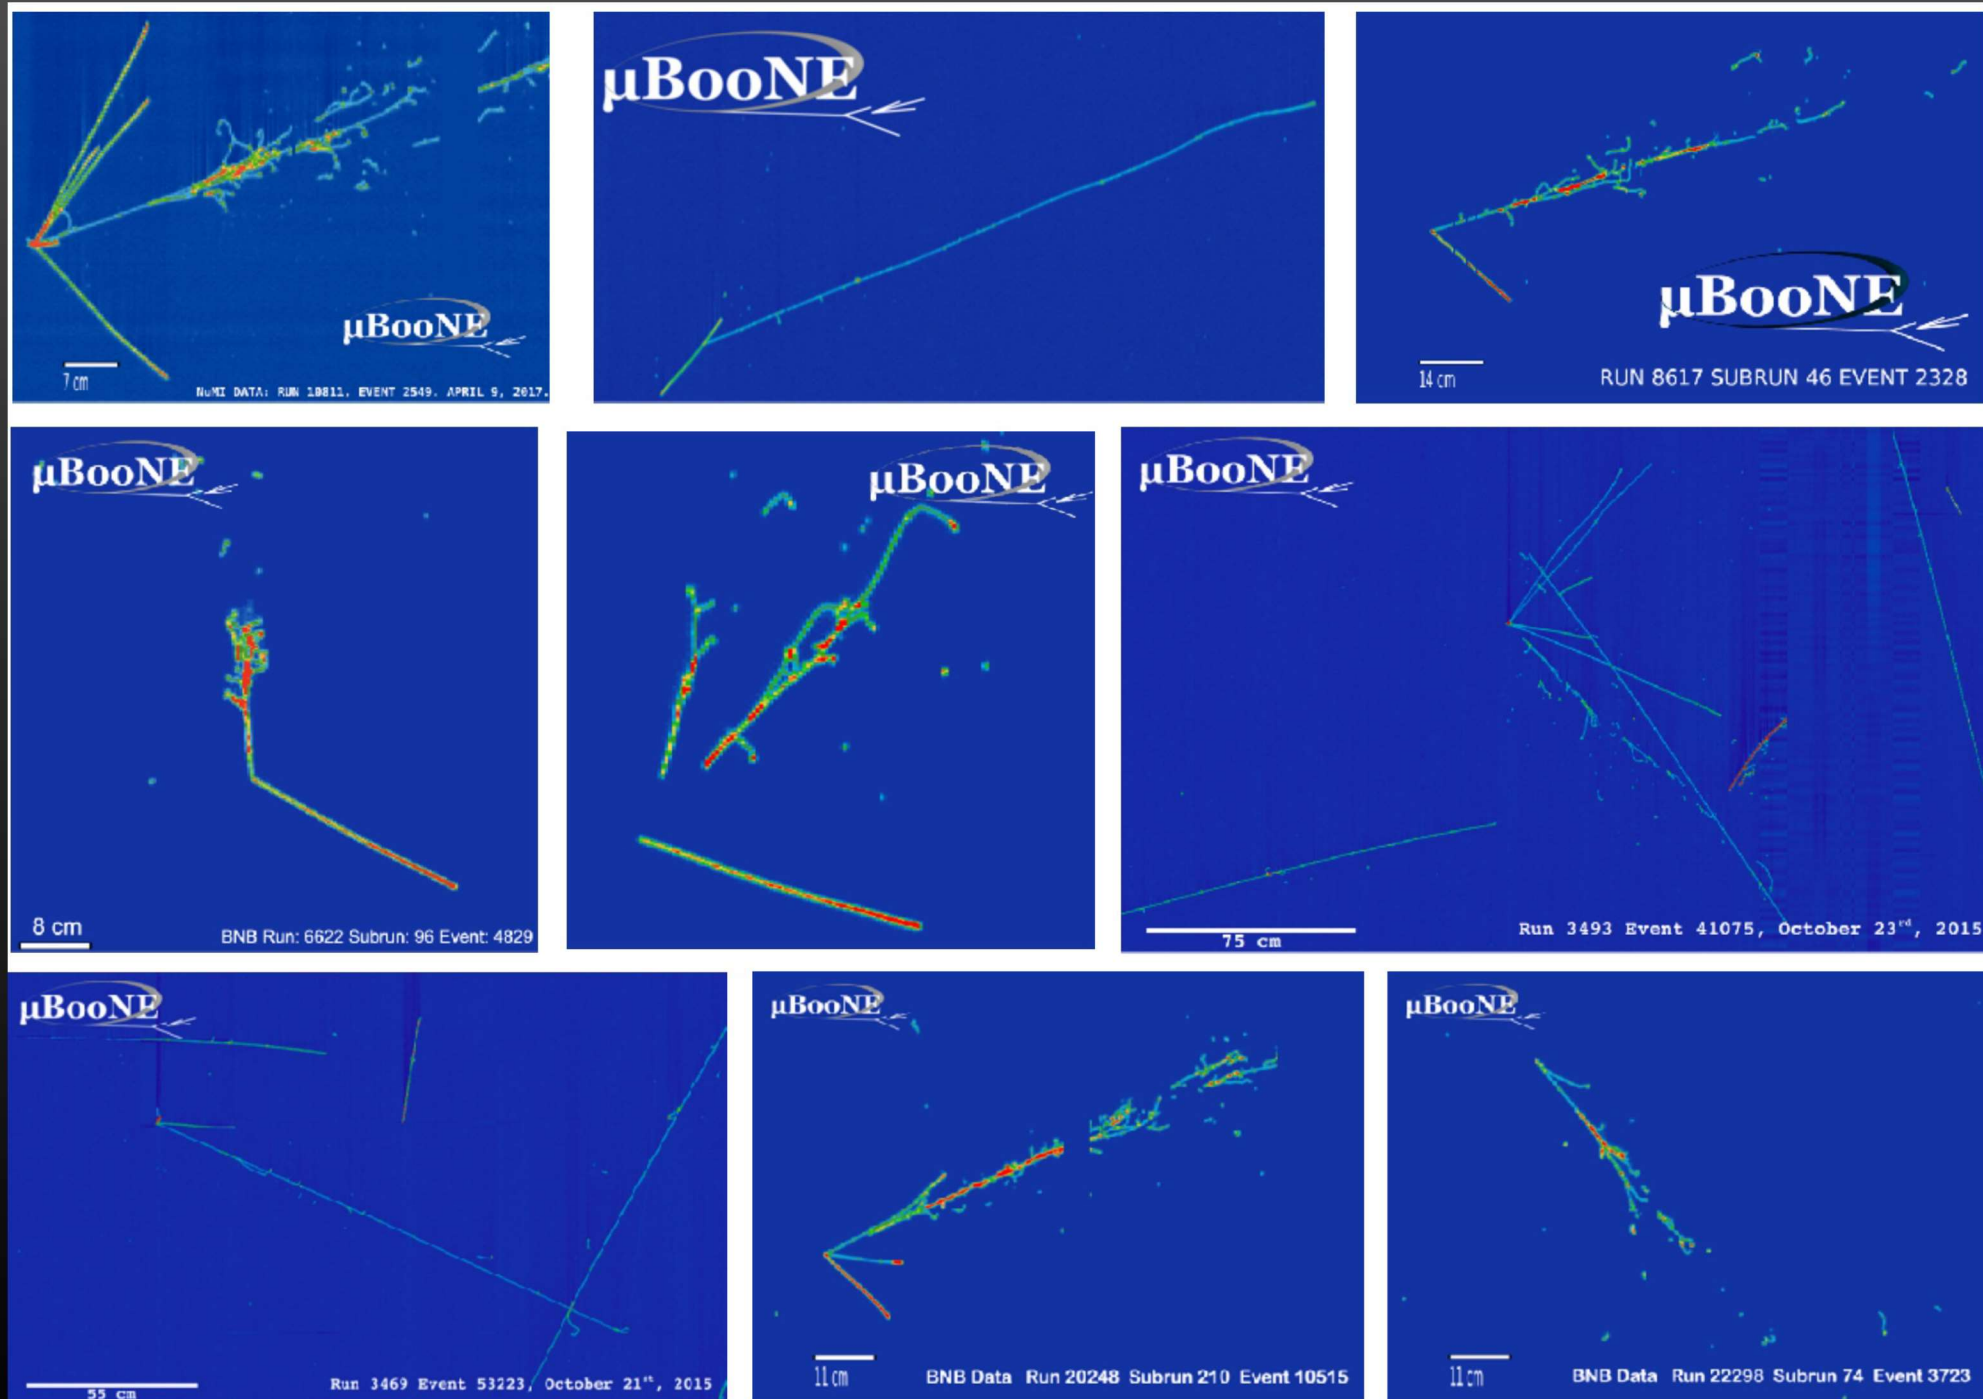 μBooNE
7 cm
NuMI DATA: RUN 10811, EVENT 2549. APRIL 9, 2017.
μBooNE
μBooNE
14 cm
RUN 8617 SUBRUN 46 EVENT 2328
μBooNE
8 cm
BNB Run: 6622 Subrun: 96 Event: 4829
μBooNE
μBooNE
75 cm
Run 3493 Event 41075, October 23rd, 2015
μBooNE
55 cm
Run 3469 Event 53223, October 21st, 2015
μBooNE
11 cm
BNB Data Run 20248 Subrun 210 Event 10515
μBooNE
11 cm
BNB Data Run 22298 Subrun 74 Event 3723